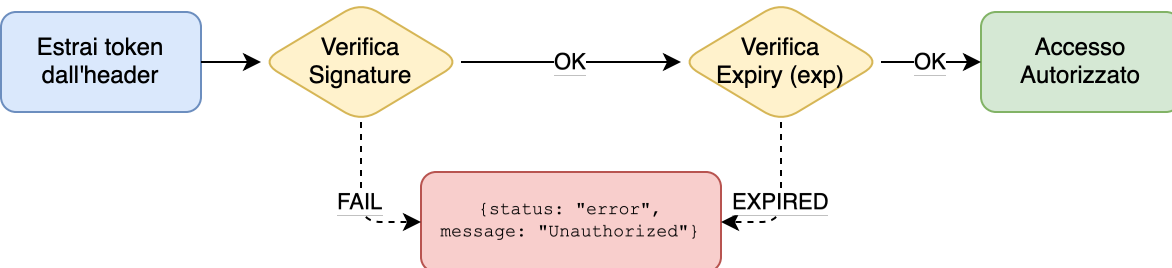 Estrai token
dall'header
Verifica
Signature
OK
Verifica
Expiry (exp)
OK
Accesso
Autorizzato
FAIL
{status: "error",
message: "Unauthorized"}
EXPIRED